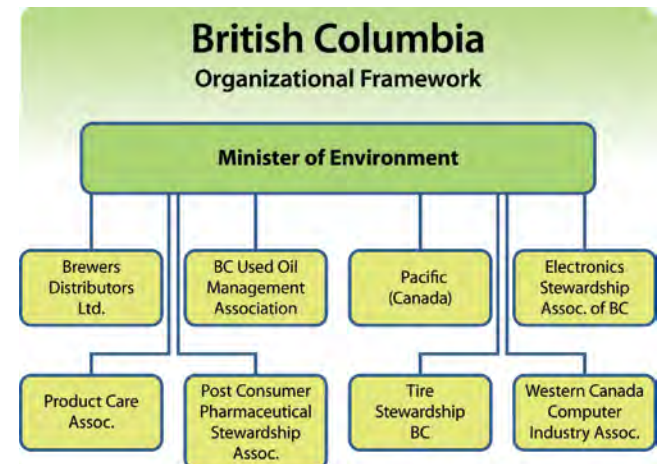 British Columbia
Organizational Framework
Minister of Environment
Brewers
Distributors
Ltd.
BC Used Oil
Management
Association
Pacific
(Canada)
Electronics
Stewardship
Assoc. of BC
Product Care
Assoc.
Post Consumer
Pharmaceutical
Stewardship
Assoc.
Tire
Stewardship
BC
Western Canada
Computer
Industry Assoc.